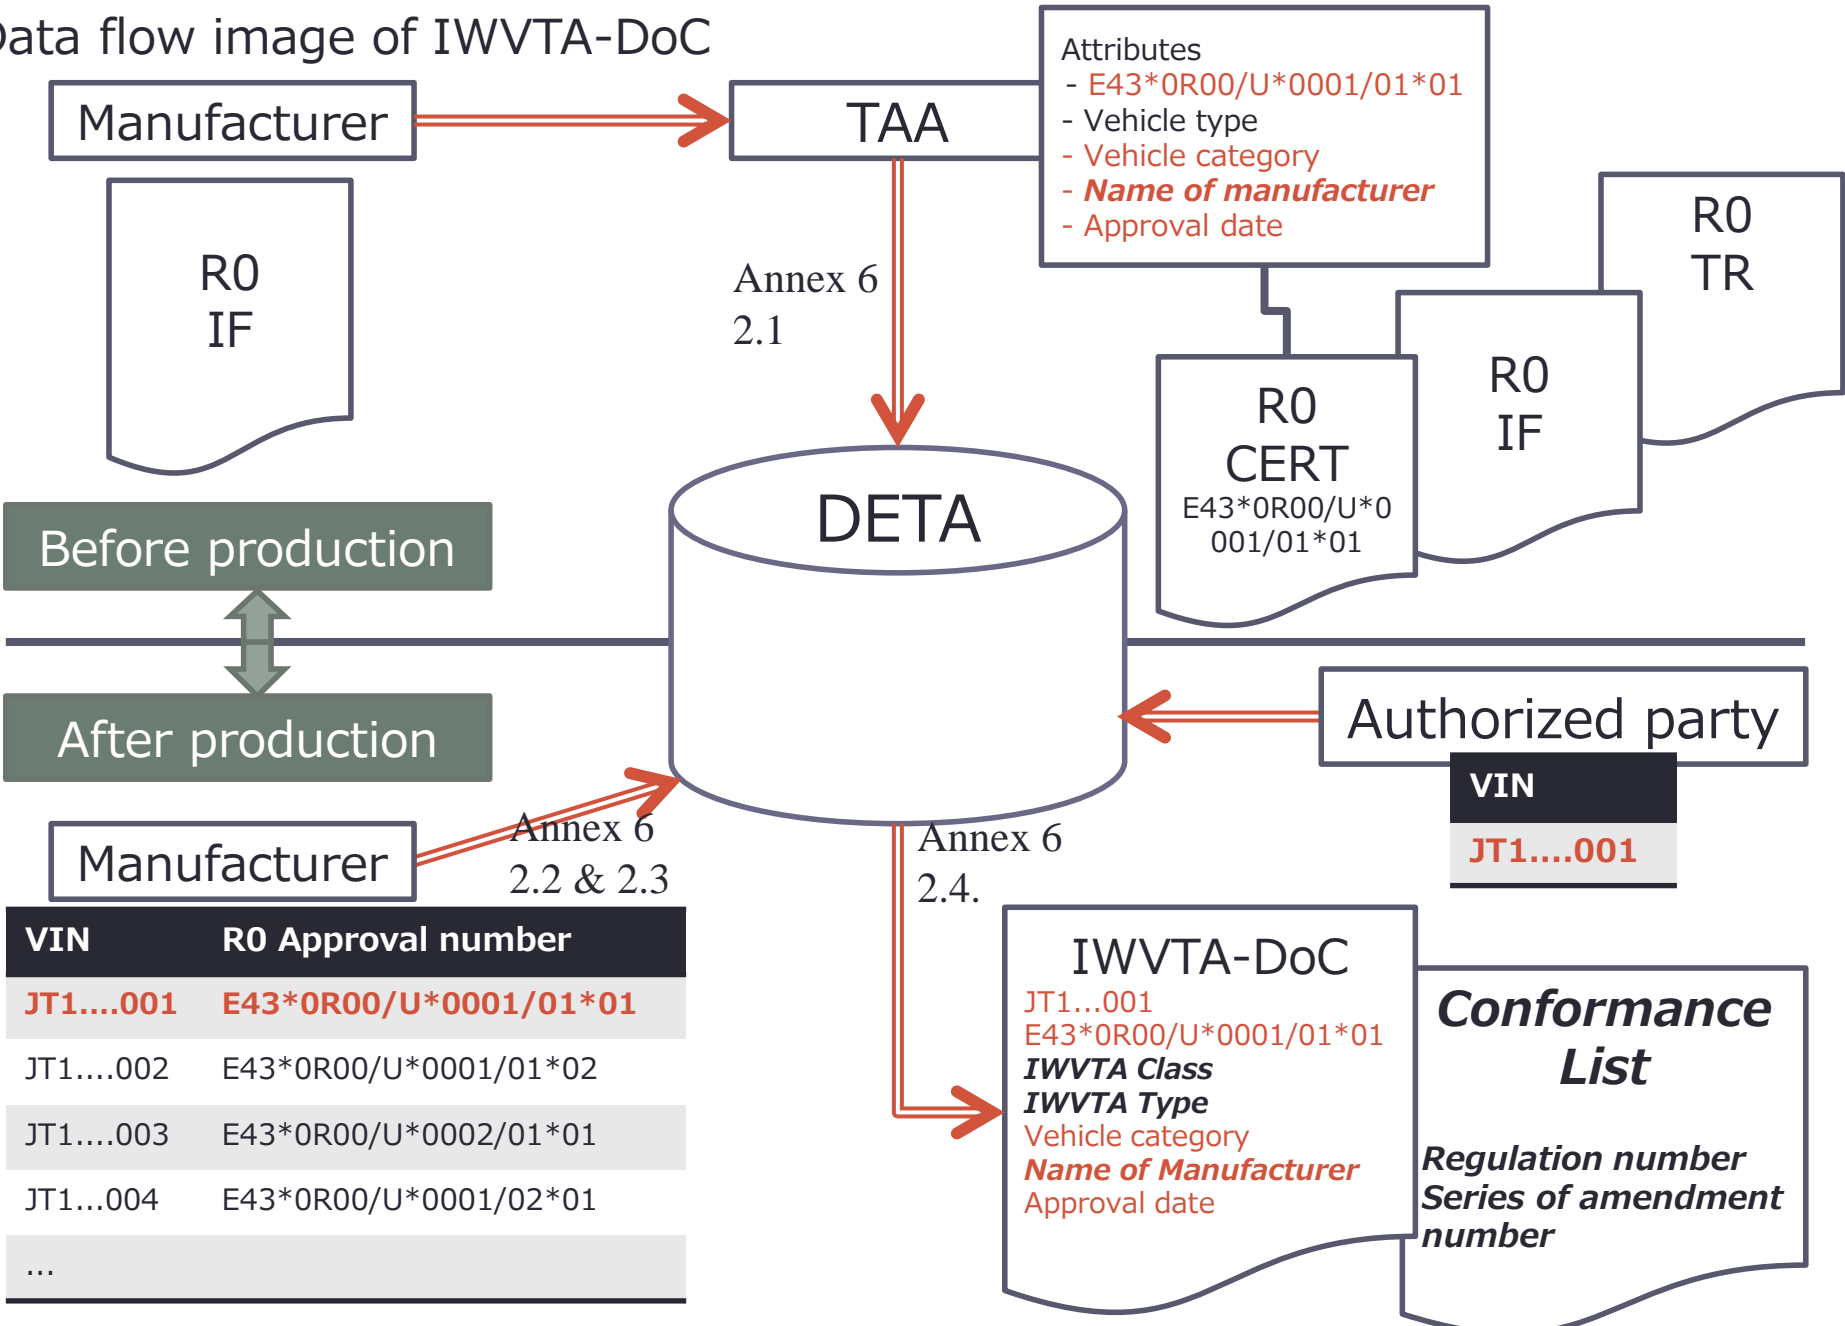 Data flow image of IWVTA-DoC
Manufacturer
TAA
Attributes
- E43*0R00/U*0001/01*01
- Vehicle type
- Vehicle category
- Name of manufacturer
- Approval date
R0
IF
Annex 6
2.1
R0
TR
R0
IF
R0
CERT
E43*0R00/U*0
001/01*01
DETA
Before production
After production
Authorized party
VIN
JT1....001
Manufacturer
Annex 6
2.2 & 2.3
Annex 6
2.4.
VIN R0 Approval number
JT1....001 E43*0R00/U*0001/01*01
JT1....002 E43*0R00/U*0001/01*02
JT1....003 E43*0R00/U*0002/01*01
JT1...004 E43*0R00/U*0001/02*01
...
IWVTA-DoC
JT1...001
E43*0R00/U*0001/01*01
IWVTA Class
IWVTA Type
Vehicle category
Name of Manufacturer
Approval date
Conformance
List
Regulation number
Series of amendment
number